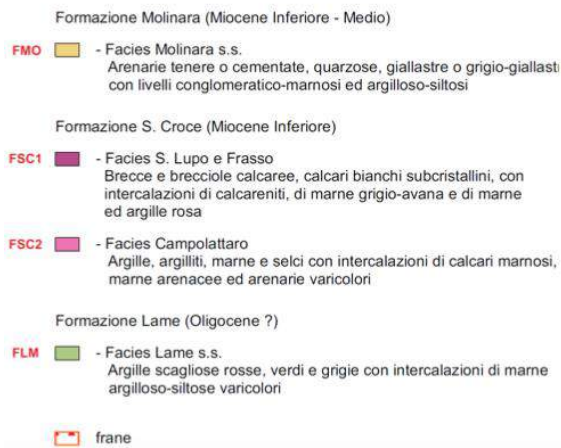 Formazione Molinara (Miocene Inferiore - Medio)
FMO - Facies Molinara s.s.
Arenarie tenere o cementate, quarzose, giallastre o grigio-giallast
con livelli conglomeratico-marnosi ed argilloso-siltosi
Formazione S. Croce (Miocene Inferiore)
FSC1 - Facies S. Lupo e Frasso
Brecce e brecciole calcaree, calcari bianchi subcristallini, con
intercalazioni di calcareniti, di marne grigio-avana e di marne
ed argille rosa
FSC2 - Facies Campolattaro
Argille, argilliti, marne e selci con intercalazioni di calcari marnosi,
marne arenacee ed arenarie varicolori
Formazione Lame (Oligocene ?)
FLM - Facies Lame s.s.
Argille scagliose rosse, verdi e grigie con intercalazioni di marne
argilloso-siltose varicolori
frane